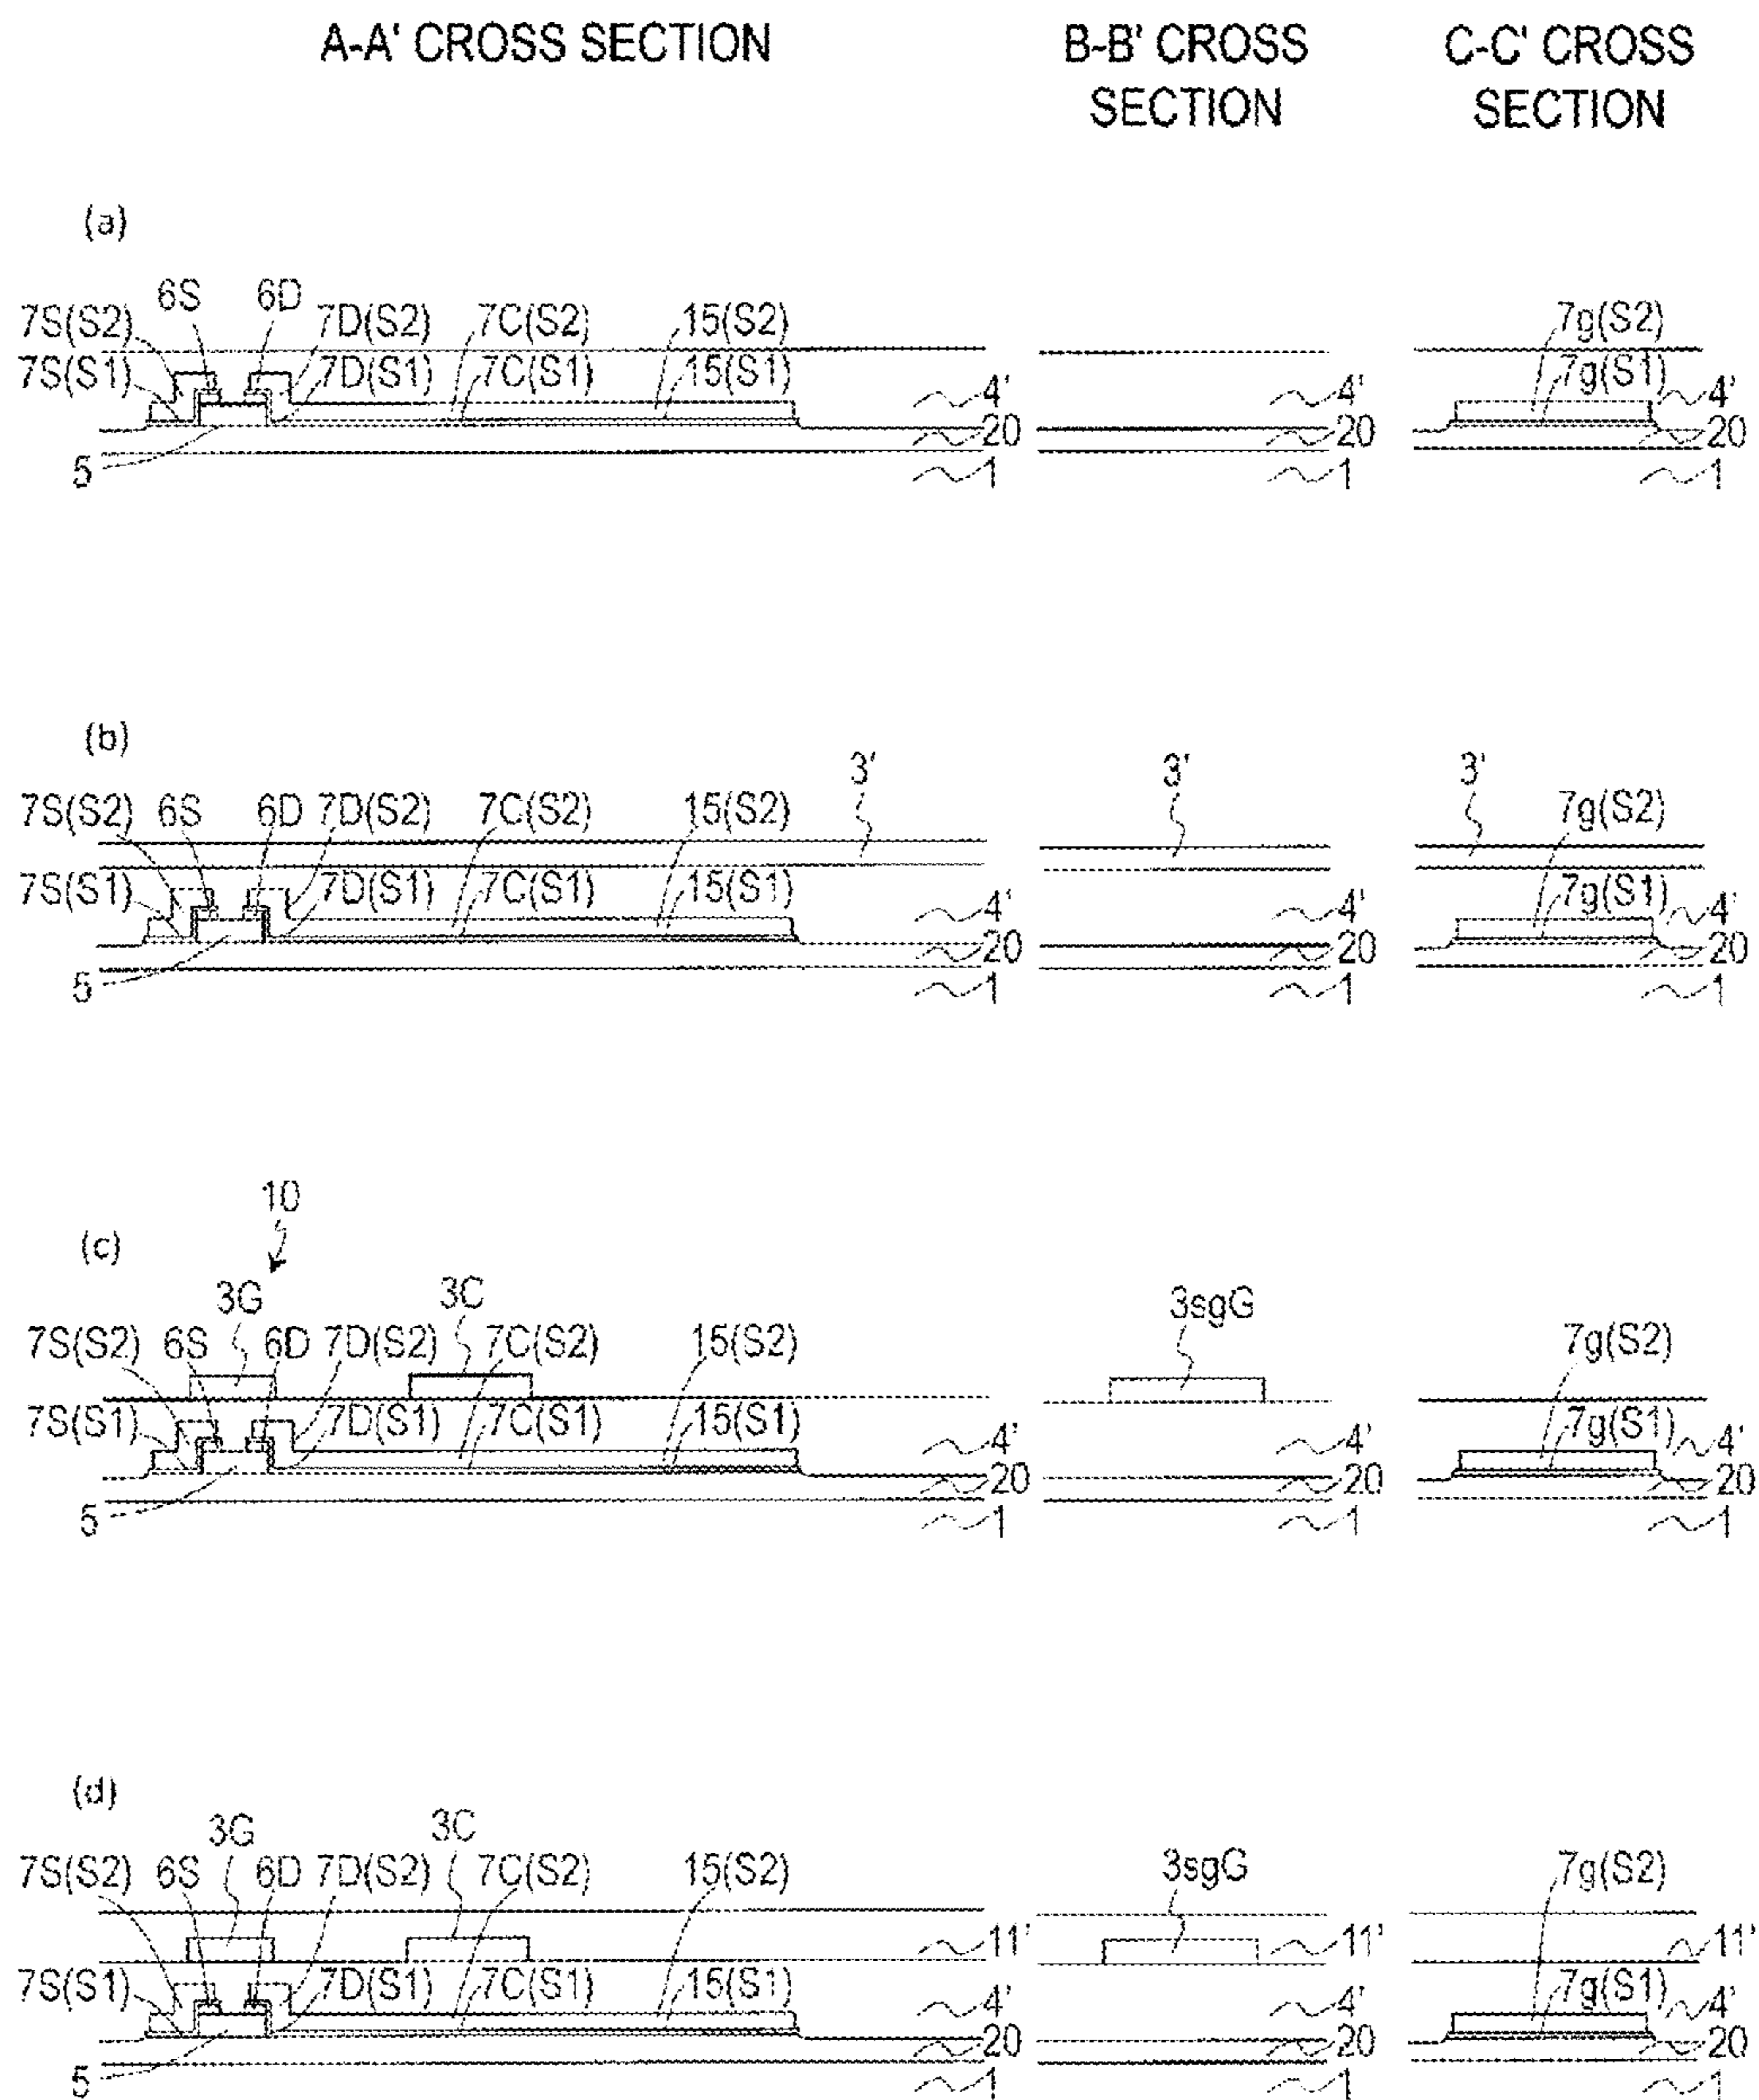 A-A' CROSS SECTION
B-B' CROSS
SECTION
C-C' CROSS
SECTION
(a)
7S(S2) 6S 6D 7D(S2) 7C(S2) 15(S2) 7g(S2)
7S(S1) 7D(S1) 7C(S1) 15(S1) 4' 4' 7g(S1) 4'
20 20 20
5 1 1 1
(b)
3' 3' 3'
7S(S2) 6S 6D 7D(S2) 7C(S2) 15(S2) 7g(S2)
7S(S1) 7D(S1) 7C(S1) 15(S1) 4' 4' 7g(S1) 4'
20 20 20
5 1 1 1
10
(c)
3G 3C 3sgG
7S(S2) 6S 6D 7D(S2) 7C(S2) 15(S2) 7g(S2)
7S(S1) 7D(S1) 7C(S1) 15(S1) 4' 4' 7g(S1) 4'
20 20 20
5 1 1 1
(d)
3G 3C
7S(S2) 6S 6D 7D(S2) 7C(S2) 15(S2) 3sgG 7g(S2)
11' 11' 11'
7S(S1) 7D(S1) 7C(S1) 15(S1) 4' 4' 7g(S1) 4'
20 20 20
5 1 1 1